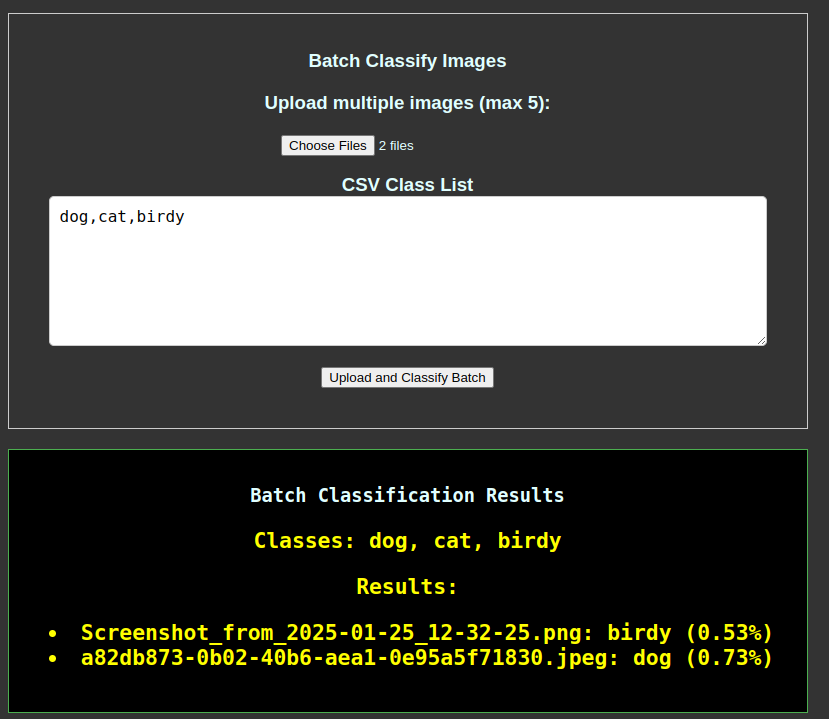 Batch Classify Images
Upload multiple images (max 5):
Choose Files 2 files
CSV Class List
dog,cat,birdy
Upload and Classify Batch
Batch Classification Results
Classes: dog, cat, birdy
Results:
• Screenshot_from_2025-01-25_12-32-25.png: birdy (0.53%)
• a82db873-0b02-40b6-aea1-0e95a5f71830.jpeg: dog (0.73%)